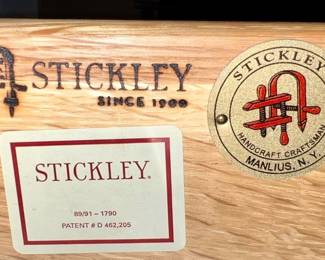 STICKLEY
SINCE 1900
STICKLEY
HANDCRAFT CRAFTSMAN
MANLIUS, N.Y.
STICKLEY®
89/91 – 1790
PATENT # D 462,205